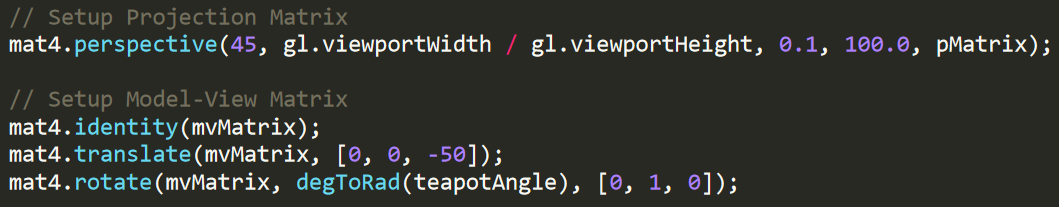 // Setup Projection Matrix
mat4.perspective(45, gl.viewportWidth / gl.viewportHeight, 0.1, 100.0, pMatrix);
// Setup Model-View Matrix
mat4.identity(mvMatrix);
mat4.translate(mvMatrix, [0, 0, -50]);
mat4.rotate(mvMatrix, degToRad(teapotAngle), [0, 1, 0]);